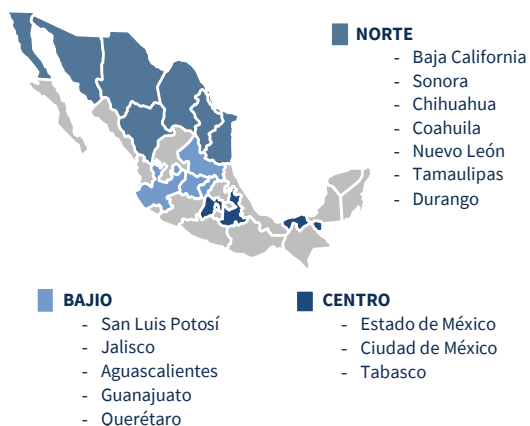 NORTE
- Baja California
- Sonora
- Chihuahua
- Coahuila
- Nuevo León
- Tamaulipas
- Durango
BAJIO
- San Luis Potosí
- Jalisco
- Aguascalientes
- Guanajuato
- Querétaro
CENTRO
- Estado de México
- Ciudad de México
- Tabasco